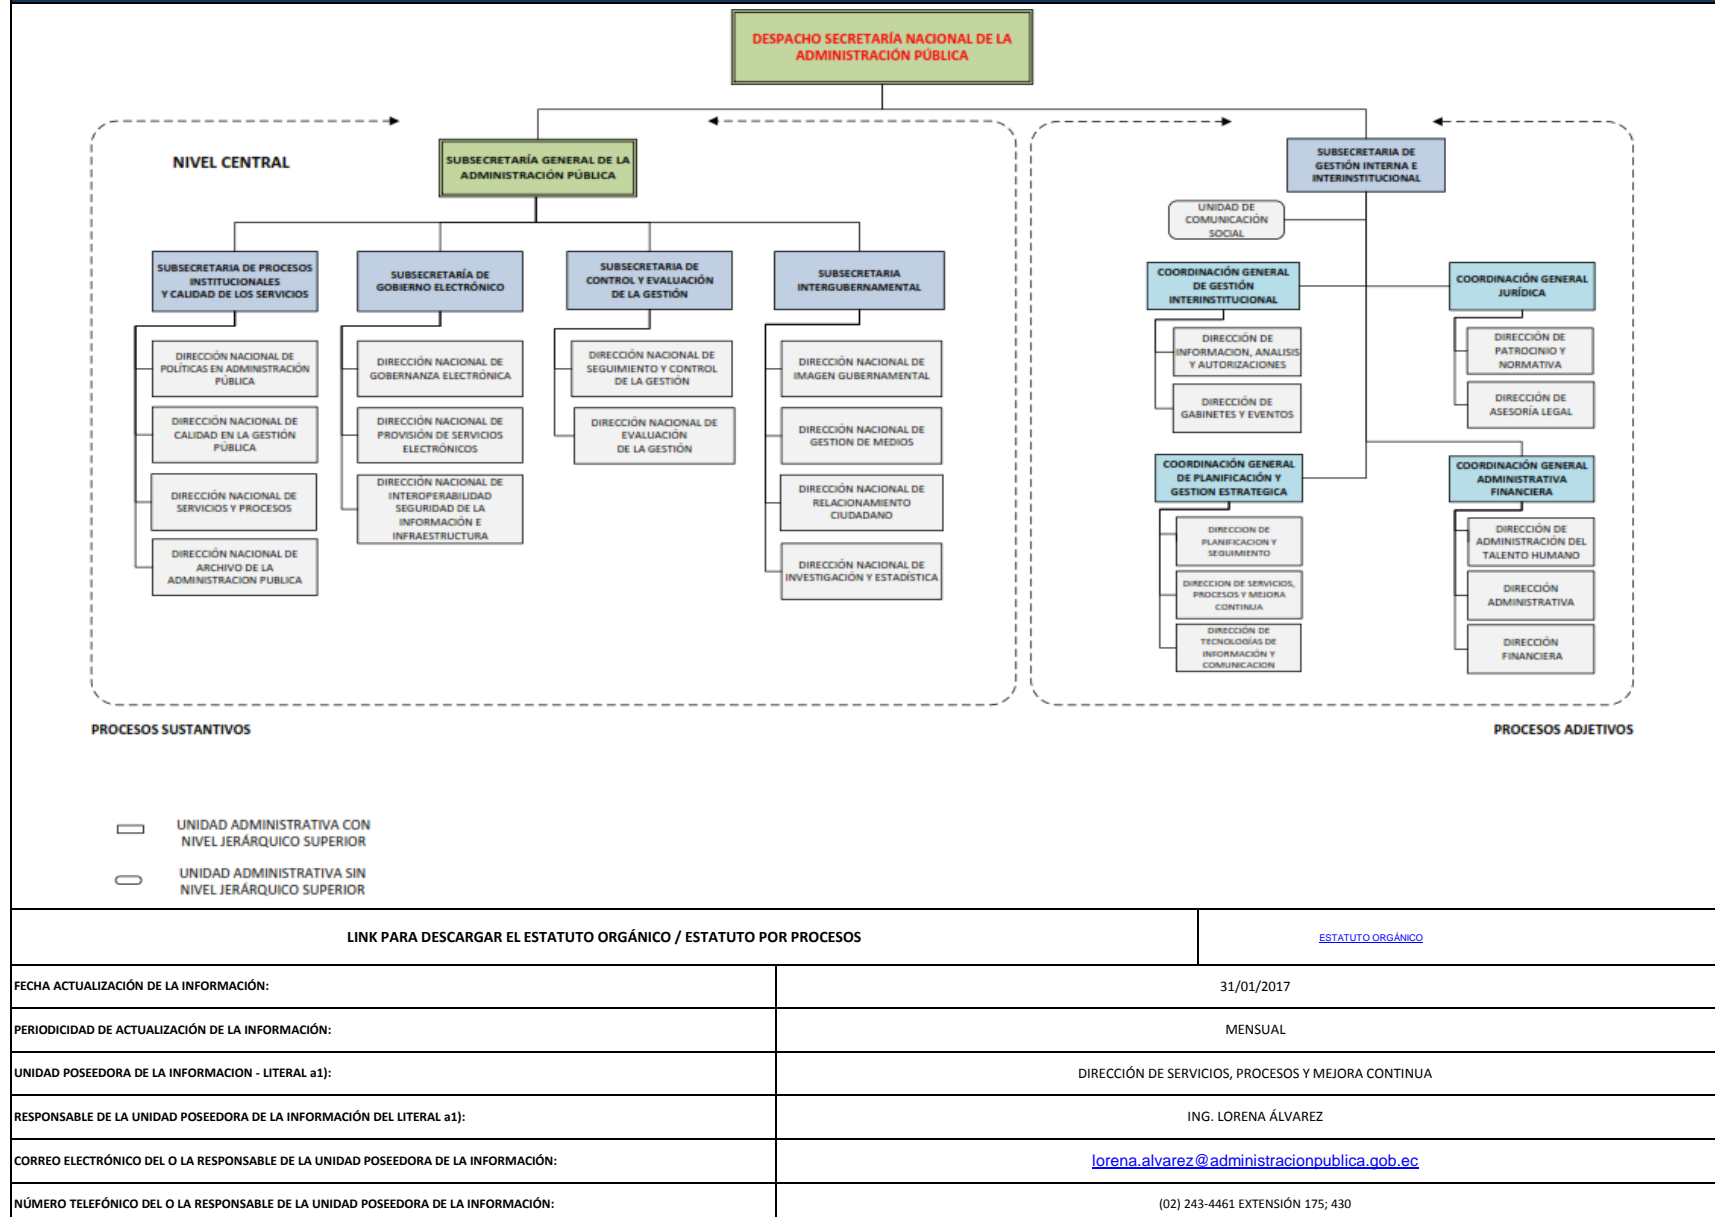 DESPACHO SECRETARÍA NACIONAL DE LA
ADMINISTRACIÓN PÚBLICA
NIVEL CENTRAL
SUBSECRETARÍA GENERAL DE LA
ADMINISTRACIÓN PÚBLICA
SUBSECRETARIA DE PROCESOS
INSTITUCIONALES
Y CALIDAD DE LOS SERVICIOS
DIRECCIÓN NACIONAL DE
POLÍTICAS EN ADMINISTRACIÓN
PÚBLICA
DIRECCIÓN NACIONAL DE
CALIDAD EN LA GESTIÓN
PÚBLICA
DIRECCIÓN NACIONAL DE
SERVICIOS Y PROCESOS
DIRECCIÓN NACIONAL DE
ARCHIVO DE LA
ADMINISTRACION PUBLICA
SUBSECRETARÍA DE
GOBIERNO ELECTRÓNICO
DIRECCIÓN NACIONAL DE
GOBERNANZA ELECTRÓNICA
DIRECCIÓN NACIONAL DE
PROVISIÓN DE SERVICIOS
ELECTRÓNICOS
DIRECCIÓN NACIONAL DE
INTEROPERABILIDAD
SEGURIDAD DE LA
INFORMACIÓN E
INFRAESTRUCTURA
SUBSECRETARIA DE
CONTROL Y EVALUACIÓN
DE LA GESTIÓN
DIRECCIÓN NACIONAL DE
SEGUIMIENTO Y CONTROL
DE LA GESTIÓN
DIRECCIÓN NACIONAL DE
EVALUACIÓN
DE LA GESTIÓN
SUBSECRETARIA
INTERGUBERNAMENTAL
DIRECCIÓN NACIONAL DE
IMAGEN GUBERNAMENTAL
DIRECCIÓN NACIONAL DE
GESTION DE MEDIOS
DIRECCIÓN NACIONAL DE
RELACIONAMIENTO
CIUDADANO
DIRECCIÓN NACIONAL DE
INVESTIGACIÓN Y ESTADÍSTICA
SUBSECRETARIA DE
GESTIÓN INTERNA E
INTERINSTITUCIONAL
UNIDAD DE
COMUNICACIÓN
SOCIAL
COORDINACIÓN GENERAL
DE GESTIÓN
INTERINSTITUCIONAL
DIRECCIÓN DE
INFORMACION, ANALISIS
Y AUTORIZACIONES
DIRECCIÓN DE
GABINETES Y EVENTOS
COORDINACIÓN GENERAL
JURÍDICA
DIRECCIÓN DE
PATROCINIO Y
NORMATIVA
DIRECCIÓN DE
ASESORÍA LEGAL
COORDINACIÓN GENERAL
DE PLANIFICACIÓN Y
GESTION ESTRATEGICA
DIRECCION DE
PLANIFICACION Y
SEGUIMIENTO
DIRECCION DE SERVICIOS,
PROCESOS Y MEJORA
CONTINUA
DIRECCIÓN DE
TECNOLOGÍAS DE
INFORMACIÓN Y
COMUNICACION
COORDINACIÓN GENERAL
ADMINISTRATIVA
FINANCIERA
DIRECCIÓN DE
ADMINISTRACIÓN DEL
TALENTO HUMANO
DIRECCIÓN
ADMINISTRATIVA
DIRECCIÓN
FINANCIERA
PROCESOS SUSTANTIVOS
PROCESOS ADJETIVOS
UNIDAD ADMINISTRATIVA CON
NIVEL JERÁRQUICO SUPERIOR
UNIDAD ADMINISTRATIVA SIN
NIVEL JERÁRQUICO SUPERIOR
LINK PARA DESCARGAR EL ESTATUTO ORGÁNICO / ESTATUTO POR PROCESOS
ESTATUTO ORGÁNICO
FECHA ACTUALIZACIÓN DE LA INFORMACIÓN:
31/01/2017
PERIODICIDAD DE ACTUALIZACIÓN DE LA INFORMACIÓN:
MENSUAL
UNIDAD POSEEDORA DE LA INFORMACION - LITERAL a1):
DIRECCIÓN DE SERVICIOS, PROCESOS Y MEJORA CONTINUA
RESPONSABLE DE LA UNIDAD POSEEDORA DE LA INFORMACIÓN DEL LITERAL a1):
ING. LORENA ÁLVAREZ
CORREO ELECTRÓNICO DEL O LA RESPONSABLE DE LA UNIDAD POSEEDORA DE LA INFORMACIÓN:
lorena.alvarez@administracionpublica.gob.ec
NÚMERO TELEFÓNICO DEL O LA RESPONSABLE DE LA UNIDAD POSEEDORA DE LA INFORMACIÓN:
(02) 243-4461 EXTENSIÓN 175; 430